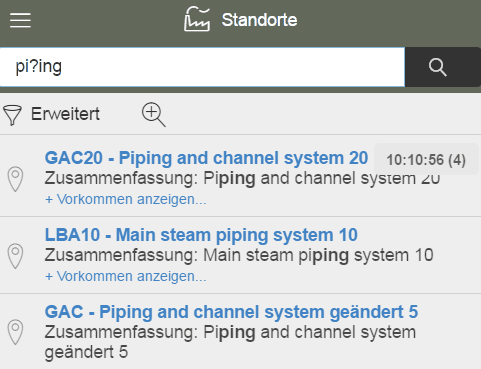 Standorte
pi?ing
Erweitert
GAC20 - Piping and channel system 20
10:10:56 (4)
Zusammenfassung: Piping and channel system 20
+ Vorkommen anzeigen...
LBA10 - Main steam piping system 10
Zusammenfassung: Main steam piping system 10
+ Vorkommen anzeigen...
GAC - Piping and channel system geändert 5
Zusammenfassung: Piping and channel system
geändert 5